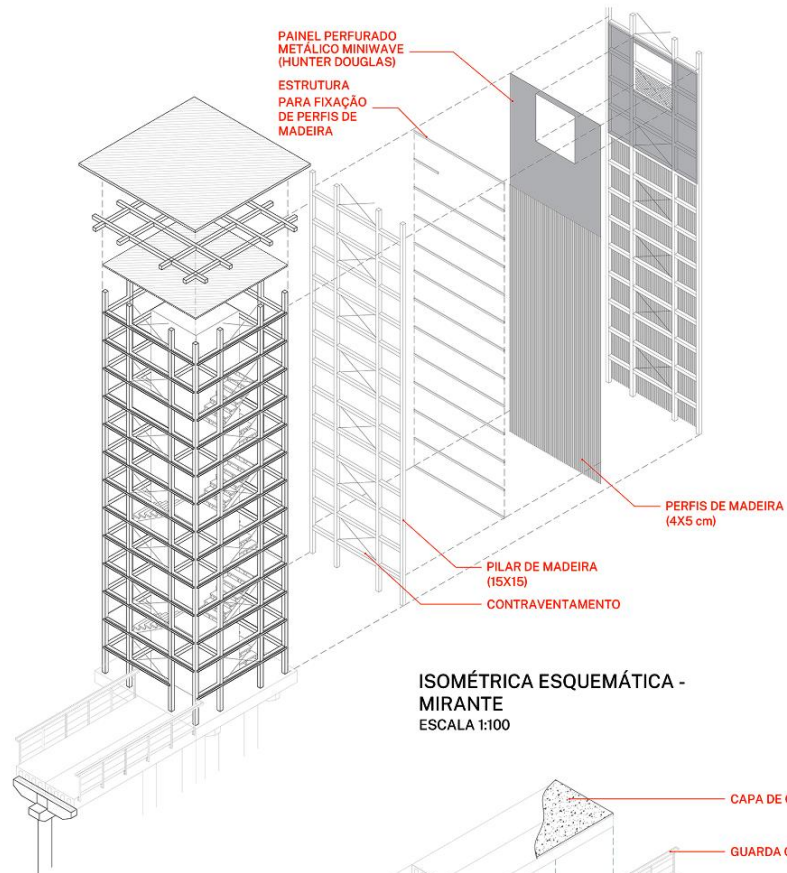 PAINEL PERFURADO
METÁLICO MINIWAVE
(HUNTER DOUGLAS)
ESTRUTURA
PARA FIXAÇÃO
DE PERFIS DE
MADEIRA
PERFIS DE MADEIRA
(4X5 cm)
PILAR DE MADEIRA
(15X15)
CONTRAVENTAMENTO
ISOMÉTRICA ESQUEMÁTICA -
MIRANTE
ESCALA 1:100
CAPA DE
GUARDA